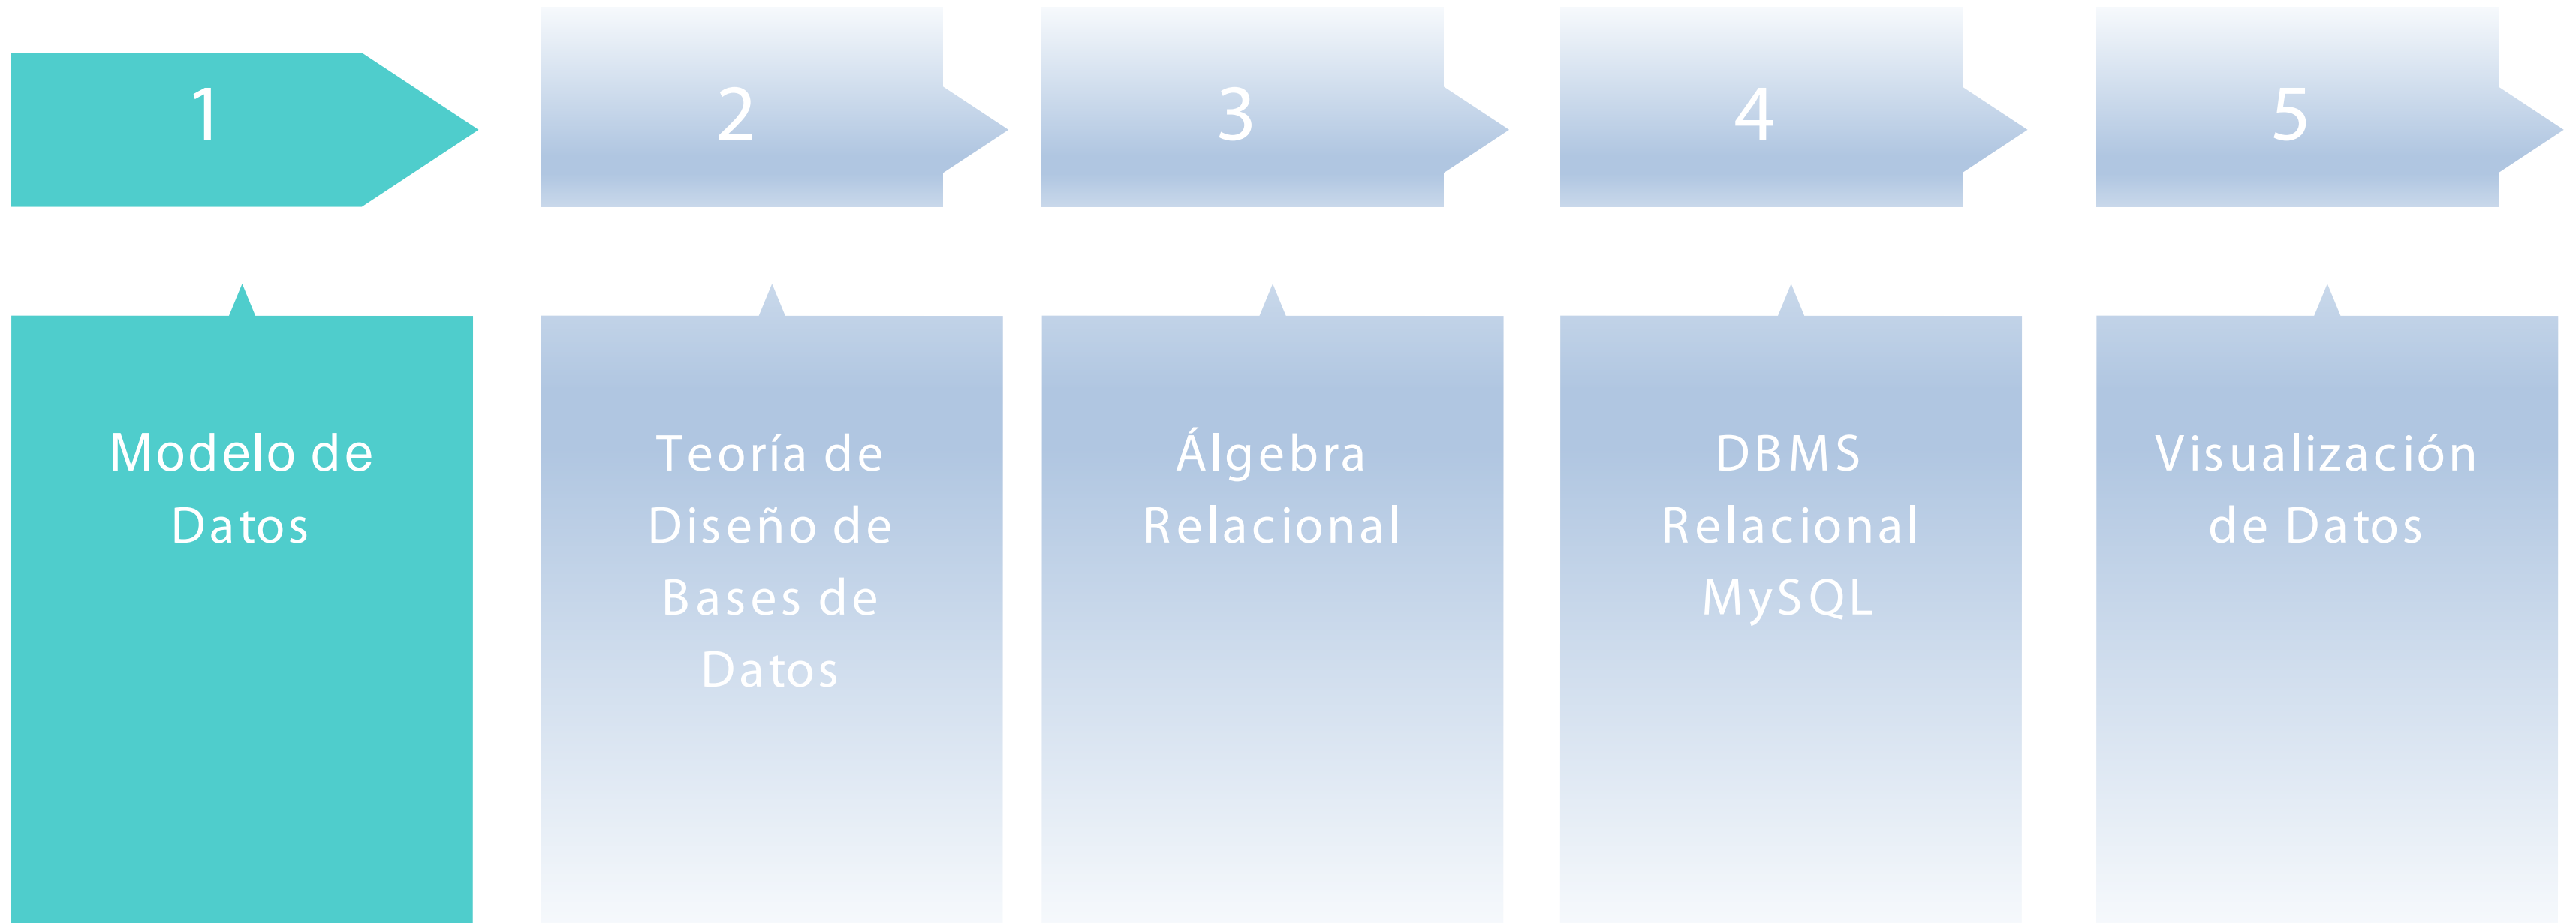 1
2
3
4
5
Modelo de
Datos
Teoría de
Diseño de
Bases de
Datos
Álgebra
Relacional
DBMS
Relacional
MySQL
Visualización
de Datos